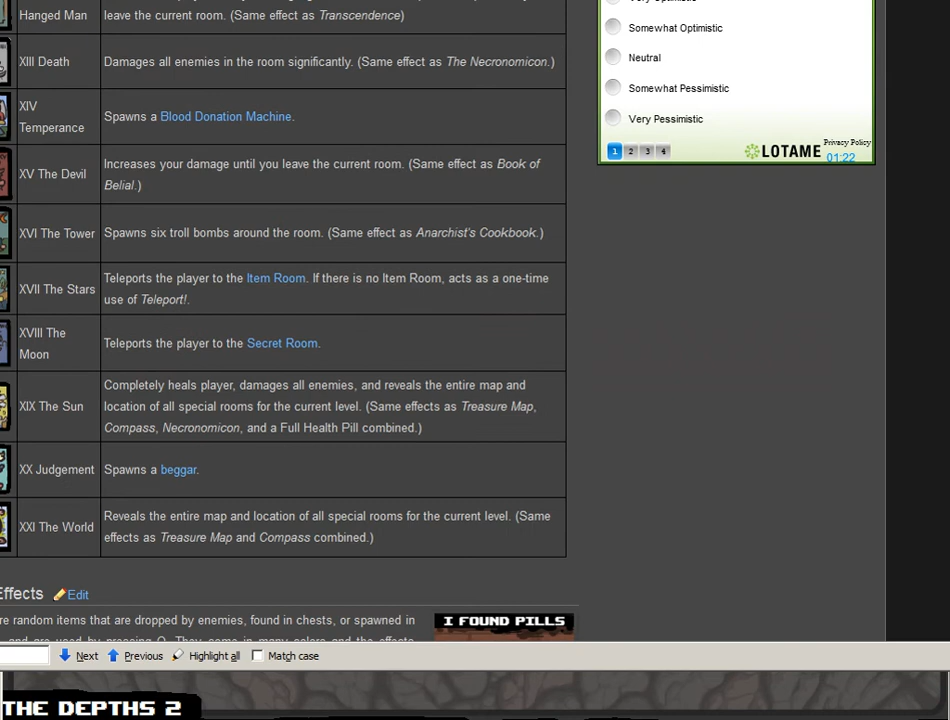 Hanged Man
leave the current room. (Same effect as Transcendence)
XIII Death
Damages all enemies in the room significantly. (Same effect as The Necronomicon.)
XIV
Temperance
Spawns a Blood Donation Machine.
XV The Devil
Increases your damage until you leave the current room. (Same effect as Book of
Belial.)
XVI The Tower
Spawns six troll bombs around the room. (Same effect as Anarchist's Cookbook.)
XVII The Stars
Teleports the player to the Item Room. If there is no Item Room, acts as a one-time
use of Teleport!.
XVIII The
Moon
Teleports the player to the Secret Room.
XIX The Sun
Completely heals player, damages all enemies, and reveals the entire map and
location of all special rooms for the current level. (Same effects as Treasure Map,
Compass, Necronomicon, and a Full Health Pill combined.)
XX Judgement
Spawns a beggar.
XXI The World
Reveals the entire map and location of all special rooms for the current level. (Same
effects as Treasure Map and Compass combined.)
Effects Edit
re random items that are dropped by enemies, found in chests, or spawned in
I FOUND PILLS
Somewhat Optimistic
Neutral
Somewhat Pessimistic
Very Pessimistic
1 2 3 4
LOTAME
Privacy Policy
01:22
Next Previous Highlight all Match case
THE DEPTHS 2